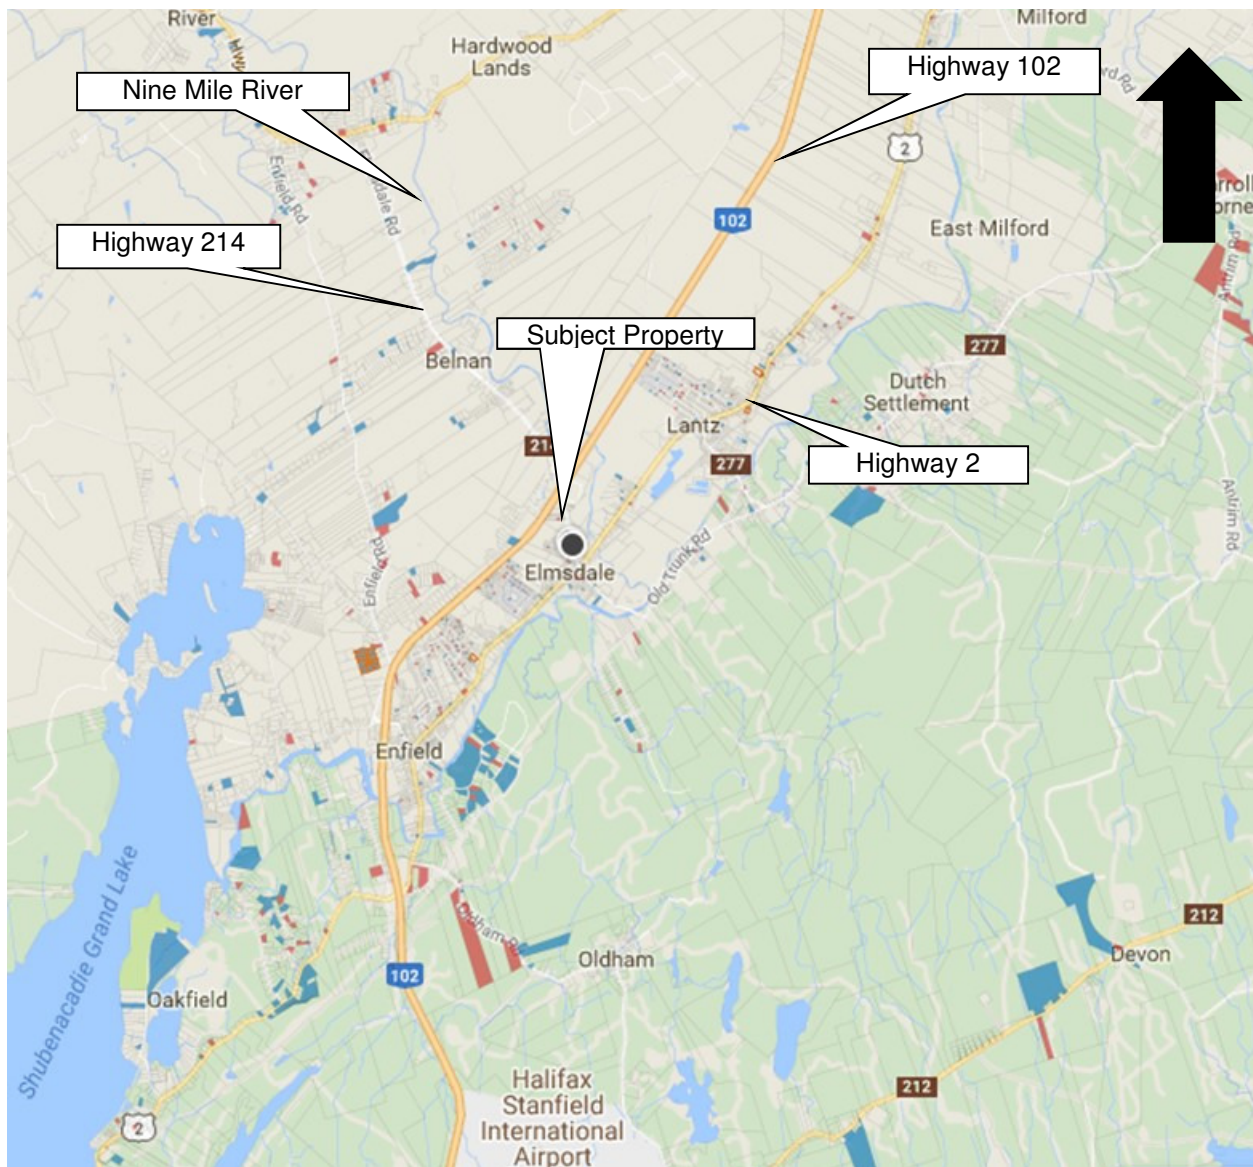 River
Milford
Hardwood
Lands
Highway 102
Nine Mile River
2
Enfield Rd
102
East Milford
Antrim Rd
Highway 214
Subject Property
277
Belnan
Dutch
Settlement
Lantz
277
Highway 2
Antrim Rd
Enfield Rd
Old Trunk Rd
Elmsdale
Enfield
Shubenacadie Grand Lake
Oldham Rd
212
Devon
Oldham
102
Oakfield
212
Halifax
Stanfield
International
Airport
2